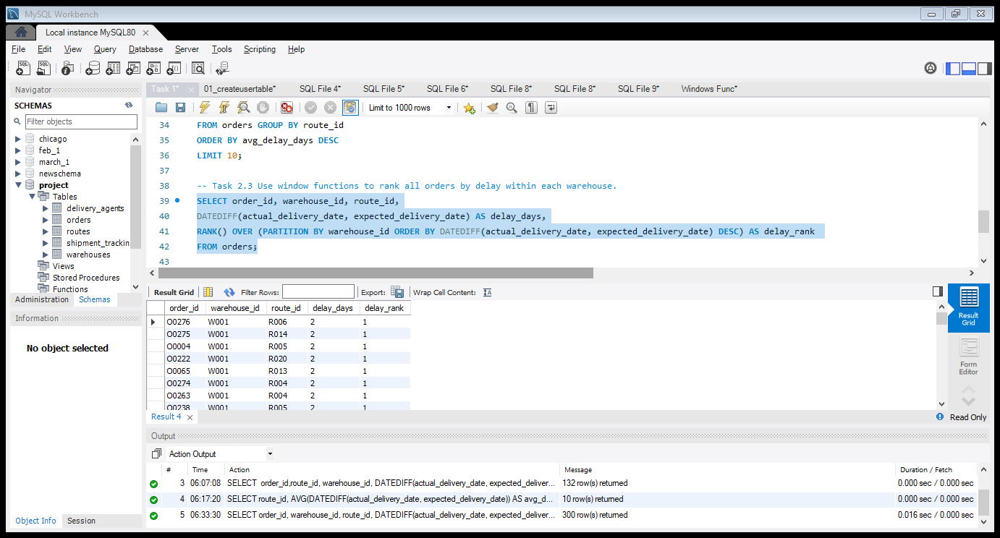 MySQL Workbench
Local instance MySQL80
File Edit View Query Database Server Tools Scripting Help
Navigator
SCHEMAS
Filter objects
chicago
feb_1
march_1
newschema
project
Tables
delivery_agents
orders
routes
shipment_trackin
warehouses
Views
Stored Procedures
Functions
Administration Schemas
Information
No object selected
Object Info Session
Task 1* 01_createusertable* SQL File 4* SQL File 5* SQL File 6* SQL File 8* SQL File 8* SQL File 9* Windows Func*
Limit to 1000 rows
34 FROM orders GROUP BY route_id
35 ORDER BY avg_delay_days DESC
36 LIMIT 10;
37
38 -- Task 2.3 Use window functions to rank all orders by delay within each warehouse.
39 SELECT order_id, warehouse_id, route_id,
40 DATEDIFF(actual_delivery_date, expected_delivery_date) AS delay_days,
41 RANK() OVER (PARTITION BY warehouse_id ORDER BY DATEDIFF(actual_delivery_date, expected_delivery_date) DESC) AS delay_rank
42 FROM orders;
43
Result Grid Filter Rows: Export: Wrap Cell Content:
order_id warehouse_id route_id delay_days delay_rank
O0276 W001 R006 2 1
O0275 W001 R014 2 1
O0004 W001 R005 2 1
O0222 W001 R020 2 1
O0065 W001 R013 2 1
O0274 W001 R004 2 1
O0263 W001 R004 2 1
O0238 W001 R005 2 1
Result Grid
Form Editor
Result 4
Read Only
Output
Action Output
# Time Action Message Duration / Fetch
3 06:07:08 SELECT order_id,route_id, warehouse_id, DATEDIFF(actual_delivery_date, expected_deliver... 132 row(s) returned 0.000 sec / 0.000 sec
4 06:17:20 SELECT route_id, AVG(DATEDIFF(actual_delivery_date, expected_delivery_date)) AS avg_d... 10 row(s) returned 0.000 sec / 0.000 sec
5 06:33:30 SELECT order_id, warehouse_id, route_id, DATEDIFF(actual_delivery_date, expected_deliver... 300 row(s) returned 0.016 sec / 0.000 sec